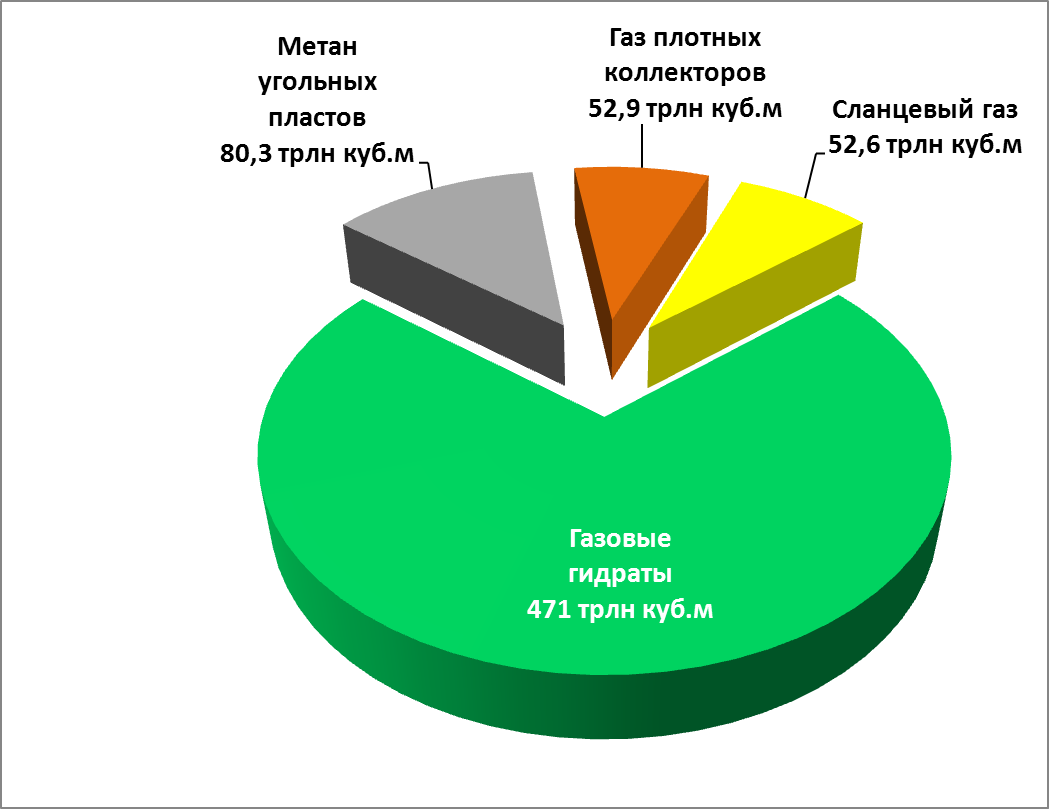 Метан
угольных
пластов
80,3 трлн куб.м
Газ плотных
коллекторов
52,9 трлн куб.м
Сланцевый газ
52,6 трлн куб.м
Газовые
гидраты
471 трлн куб.м